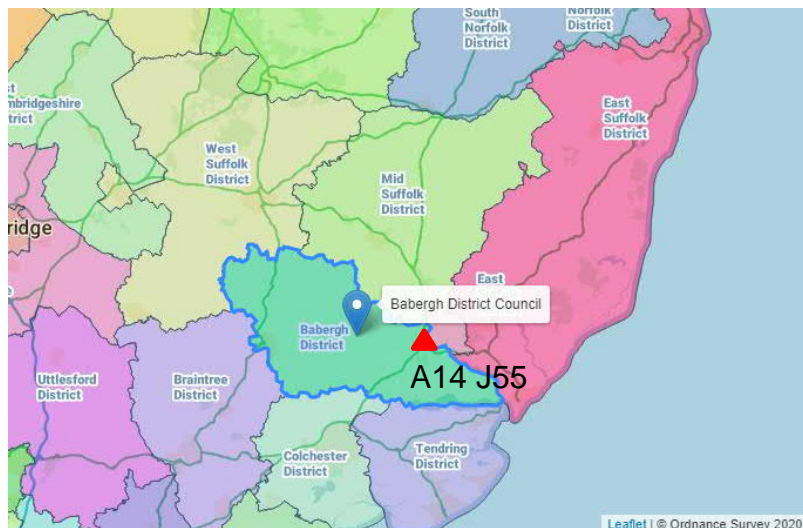 South
Norfolk
District
Norfolk
District
mbridgeshire
trict
East
Suffolk
District
West
Suffolk
District
Mid
Suffolk
District
ridge
East
Babergh District Council
Babergh
District
A14 J55
Uttlesford
District
Braintree
District
Colchester
District
Tendring
District
Leaflet | © Ordnance Survey 2020